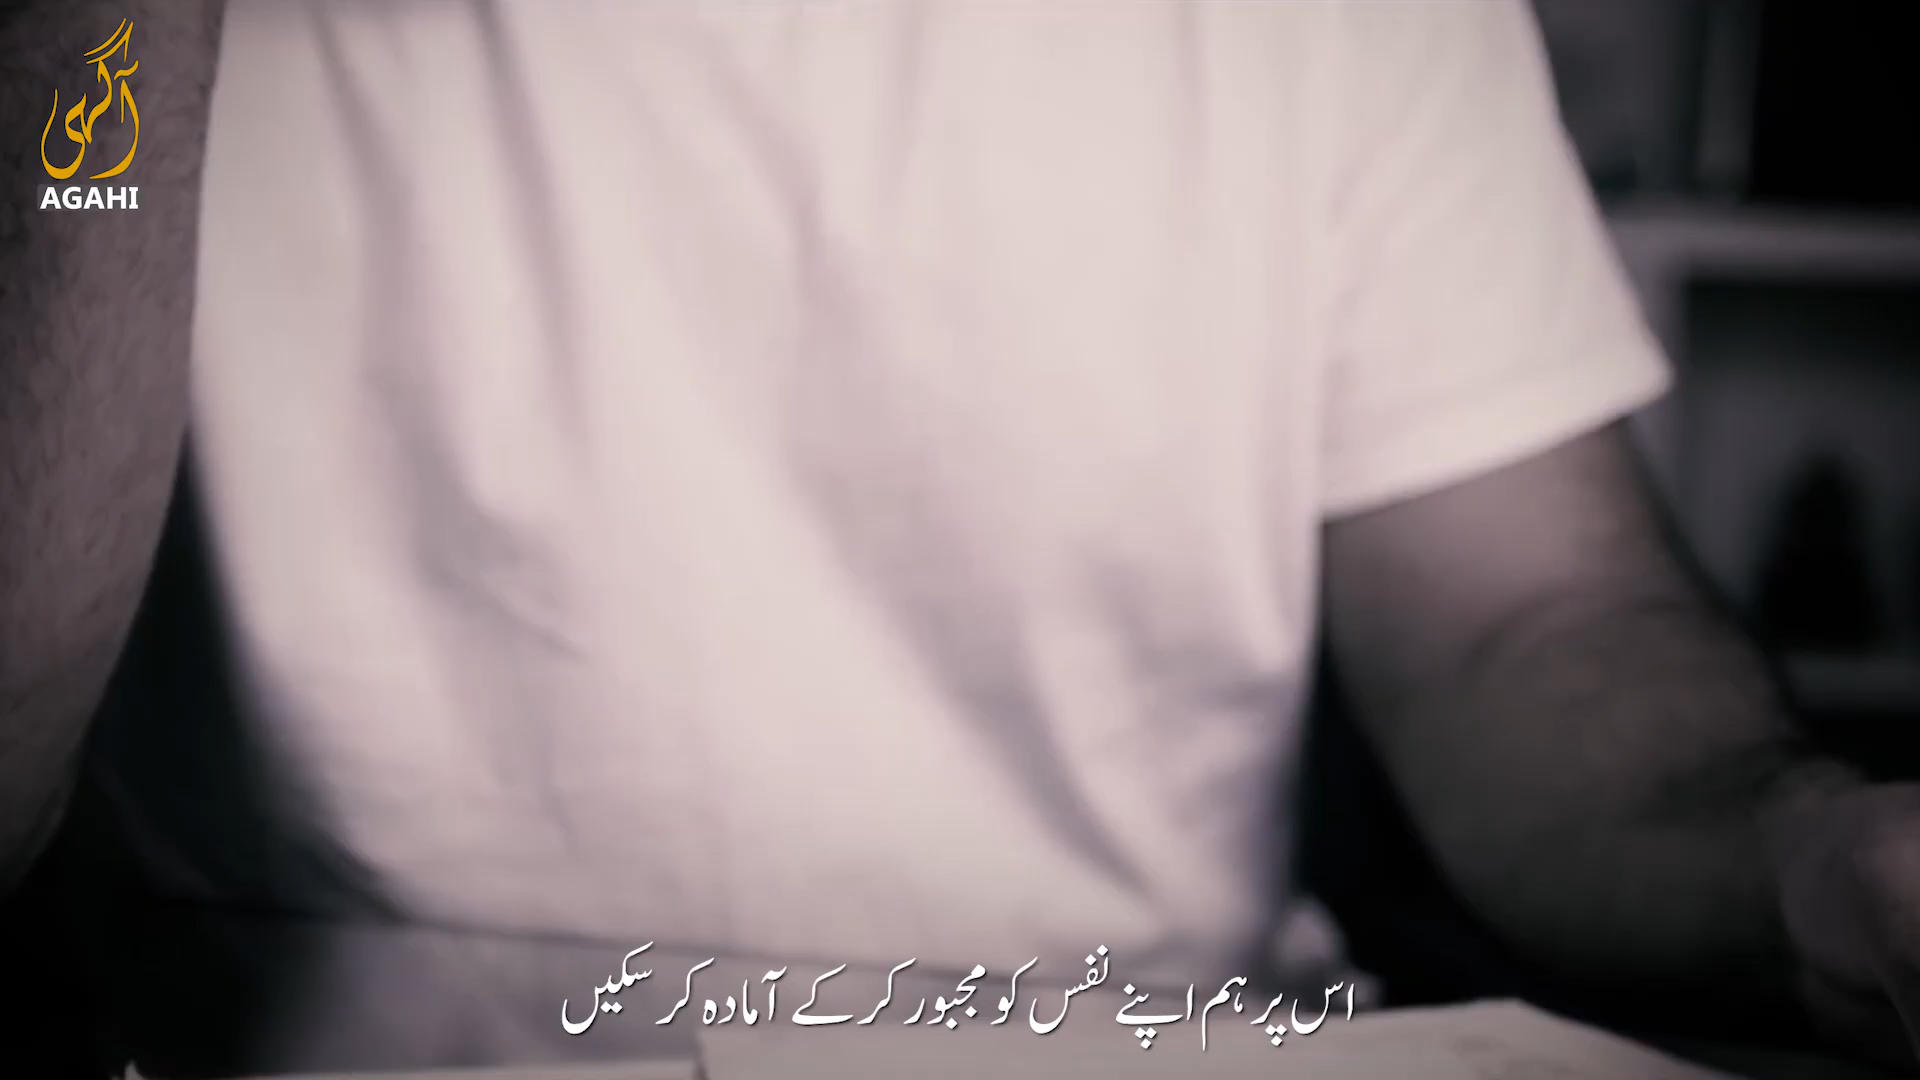 آگہی
AGAHI
اس پر ہم اپنے نفس کو مجبور کر کے آمادہ کر سکیں